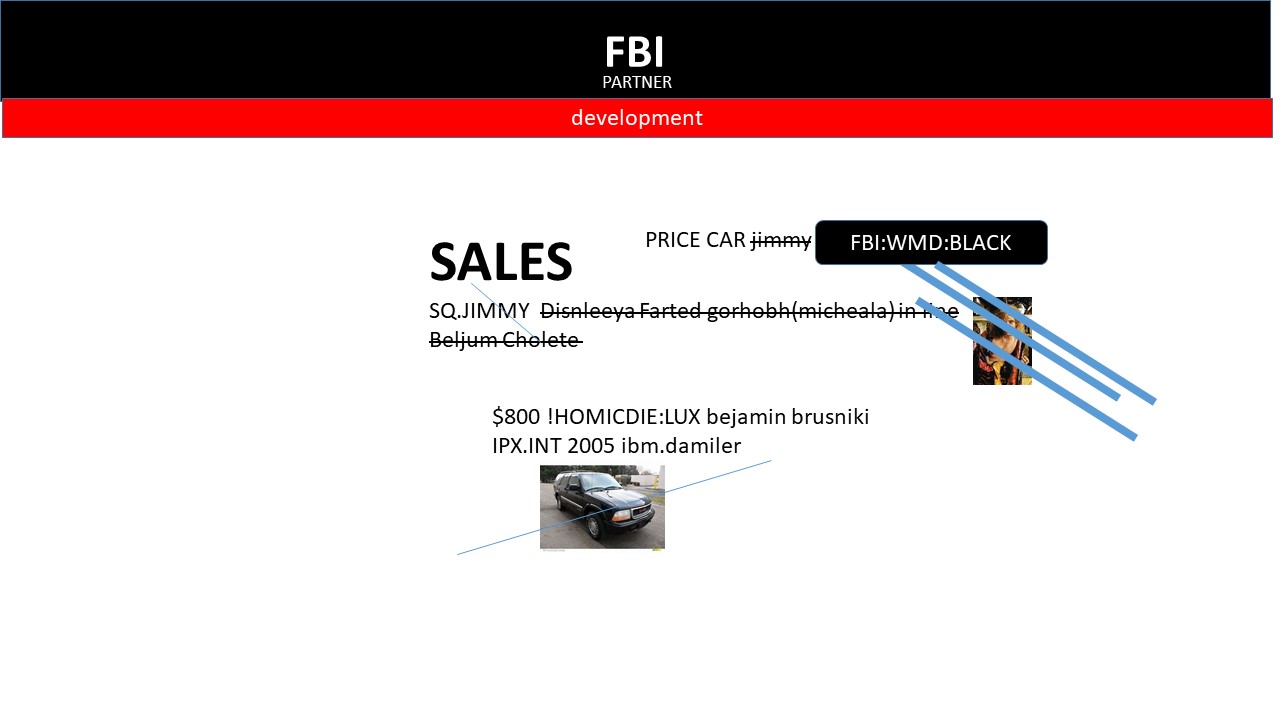 FBI
PARTNER
development
PRICE CAR jimmy
FBI:WMD:BLACK
SALES
SQ.JIMMY Disnleeya Farted gorhobh(micheala) in line
Beljum Cholete
$800 !HOMICDIE:LUX bejamin brusniki
IPX.INT 2005 ibm.damiler